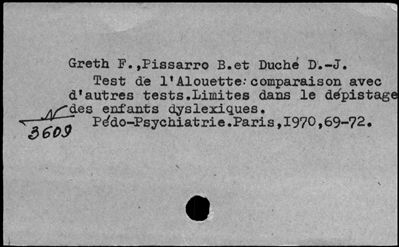 Greth F.,Pissarro B.et Duché D.-J.
Test de l'Alouette:comparaison avec
d'autres tests.Limites dans le dépistage
des enfants dyslexiques.
N
3609
Pédo-Psychiatrie.Paris,I970,69-72.